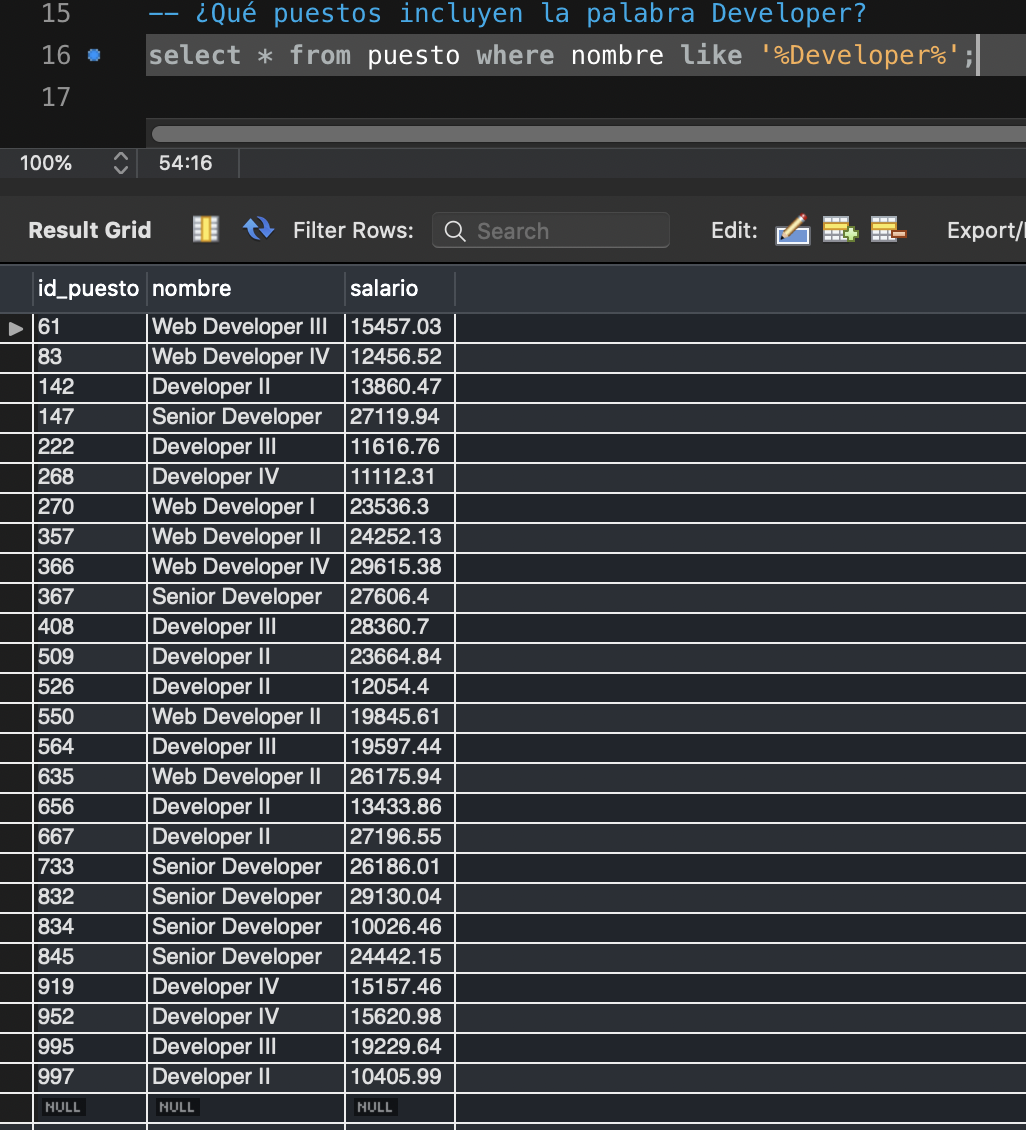 15 -- ¿Qué puestos incluyen la palabra Developer?
16 select * from puesto where nombre like '%Developer%';
17
100% 54:16
Result Grid Filter Rows: Search Edit: Export/
id_puesto nombre salario
61 Web Developer III 15457.03
83 Web Developer IV 12456.52
142 Developer II 13860.47
147 Senior Developer 27119.94
222 Developer III 11616.76
268 Developer IV 11112.31
270 Web Developer I 23536.3
357 Web Developer II 24252.13
366 Web Developer IV 29615.38
367 Senior Developer 27606.4
408 Developer III 28360.7
509 Developer II 23664.84
526 Developer II 12054.4
550 Web Developer II 19845.61
564 Developer III 19597.44
635 Web Developer II 26175.94
656 Developer II 13433.86
667 Developer II 27196.55
733 Senior Developer 26186.01
832 Senior Developer 29130.04
834 Senior Developer 10026.46
845 Senior Developer 24442.15
919 Developer IV 15157.46
952 Developer IV 15620.98
995 Developer III 19229.64
997 Developer II 10405.99
NULL NULL NULL